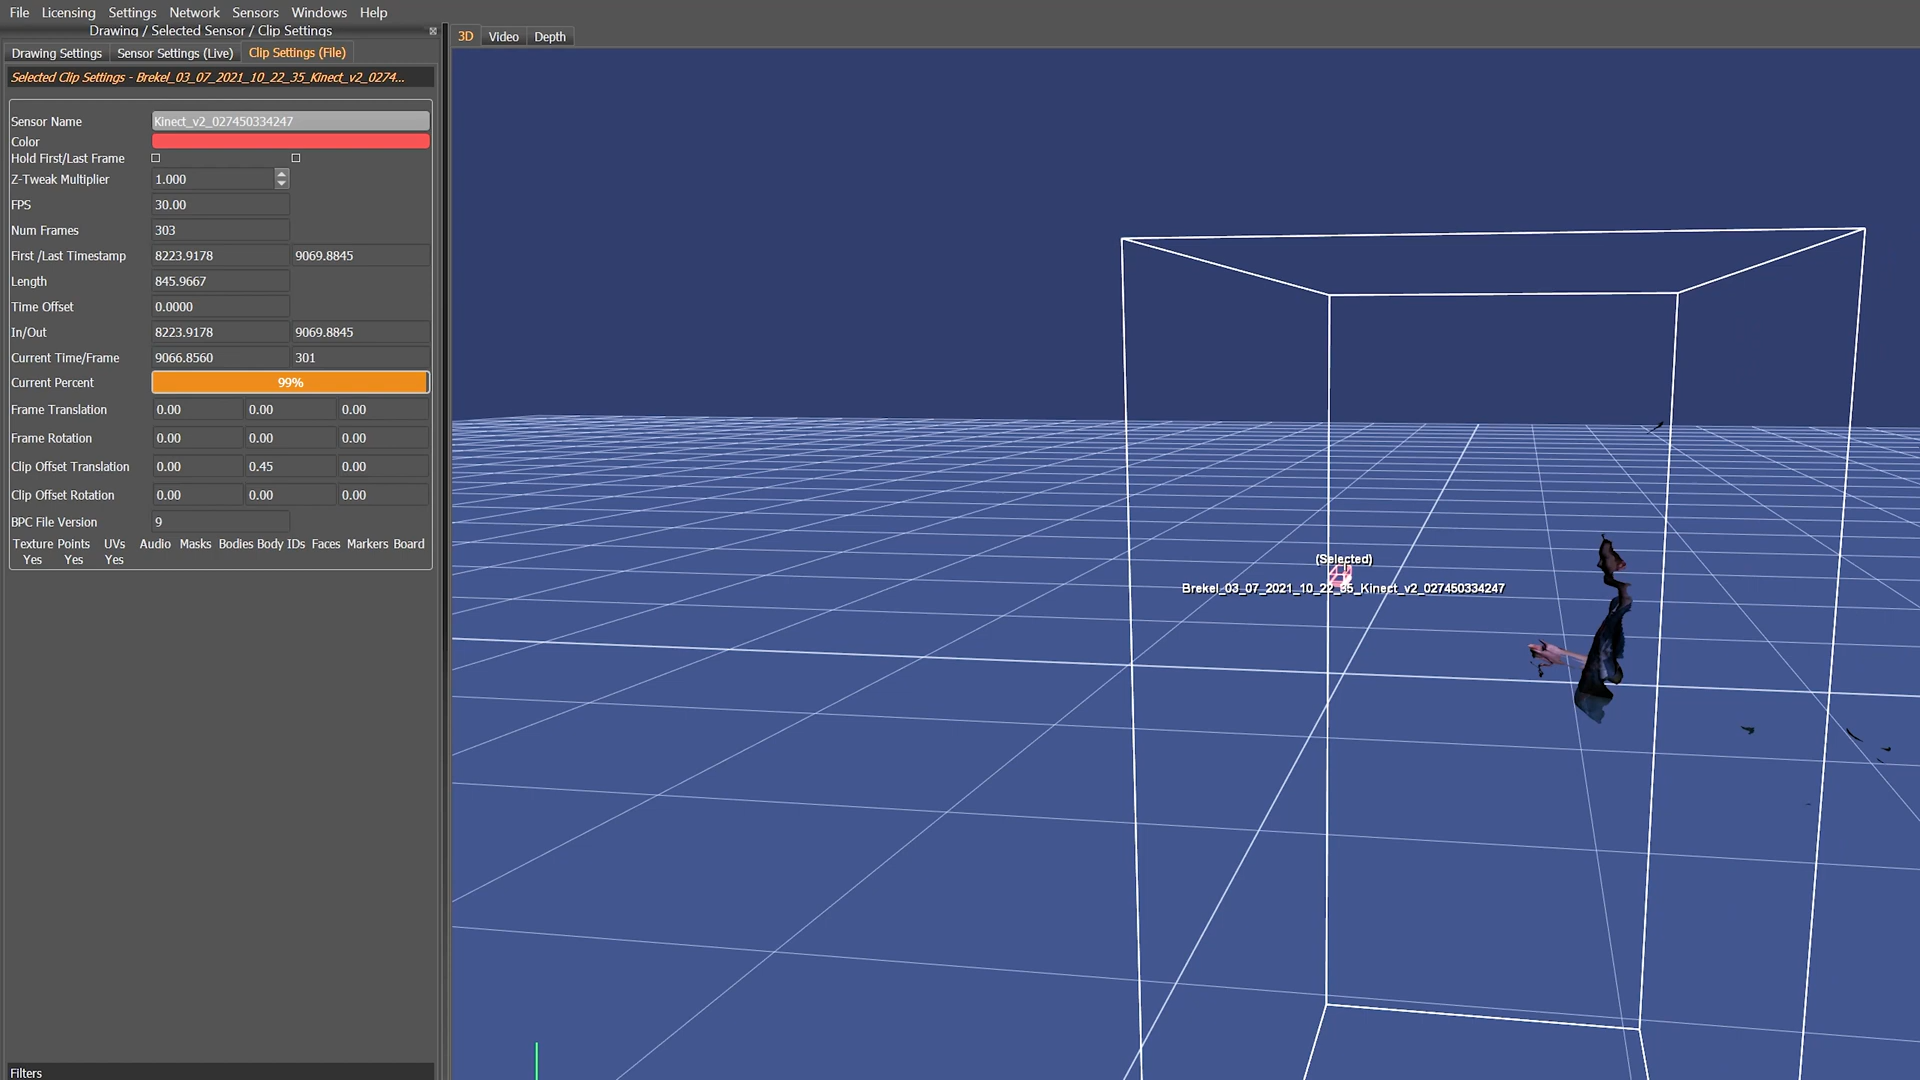 File Licensing Settings Network Sensors Windows Help
Drawing / Selected Sensor / Clip Settings
Drawing Settings Sensor Settings (Live) Clip Settings (File)
3D Video Depth
Selected Clip Settings - Brekel_03_07_2021_10_22_35_Kinect_v2_0274...
Sensor Name Kinect_v2_027450334247
Color
Hold First/Last Frame
Z-Tweak Multiplier 1.000
FPS 30.00
Num Frames 303
First /Last Timestamp 8223.9178 9069.8845
Length 845.9667
Time Offset 0.0000
In/Out 8223.9178 9069.8845
Current Time/Frame 9066.8560 301
Current Percent 99%
Frame Translation 0.00 0.00 0.00
Frame Rotation 0.00 0.00 0.00
Clip Offset Translation 0.00 0.45 0.00
Clip Offset Rotation 0.00 0.00 0.00
BPC File Version 9
Texture Points UVs Audio Masks Bodies Body IDs Faces Markers Board
Yes Yes Yes
(Selected)
Brekel_03_07_2021_10_22_35_Kinect_v2_027450334247
Filters